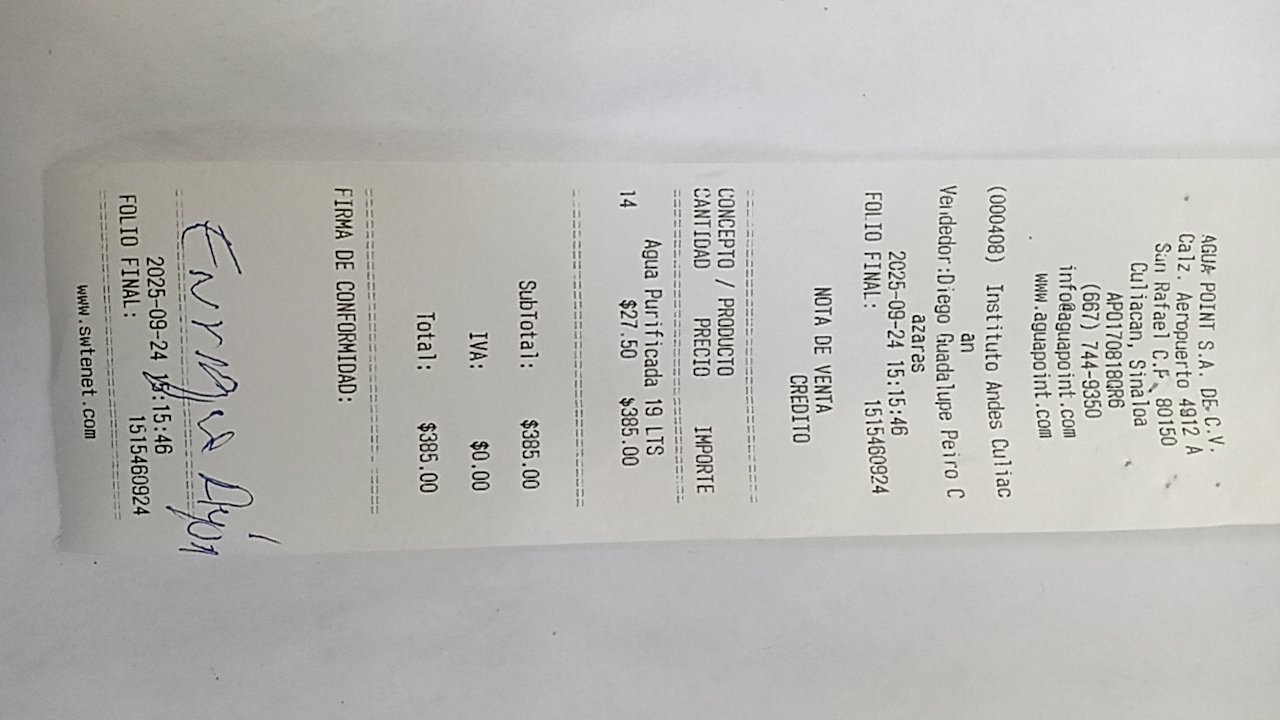 AGUA POINT S.A. DE C.V.
Calz. Aeropuerto 4912 A
San Rafael C.P. 80150
Culiacan, Sinaloa
APO170818QR6
(667) 744-9350
info@aguapoint.com
www.aguapoint.com
(000408) Instituto Andes Culiac
an
Vendedor:Diego Guadalupe Peiro C
azares
2025-09-24 15:15:46
FOLIO FINAL: 1515460924
NOTA DE VENTA
CREDITO
CONCEPTO / PRODUCTO
CANTIDAD PRECIO IMPORTE
Agua Purificada 19 LTS
14 $27.50 $385.00
SubTotal: $385.00
IVA: $0.00
Total: $385.00
FIRMA DE CONFORMIDAD:
2025-09-24 15:15:46
FOLIO FINAL: 1515460924
www.swtenet.com